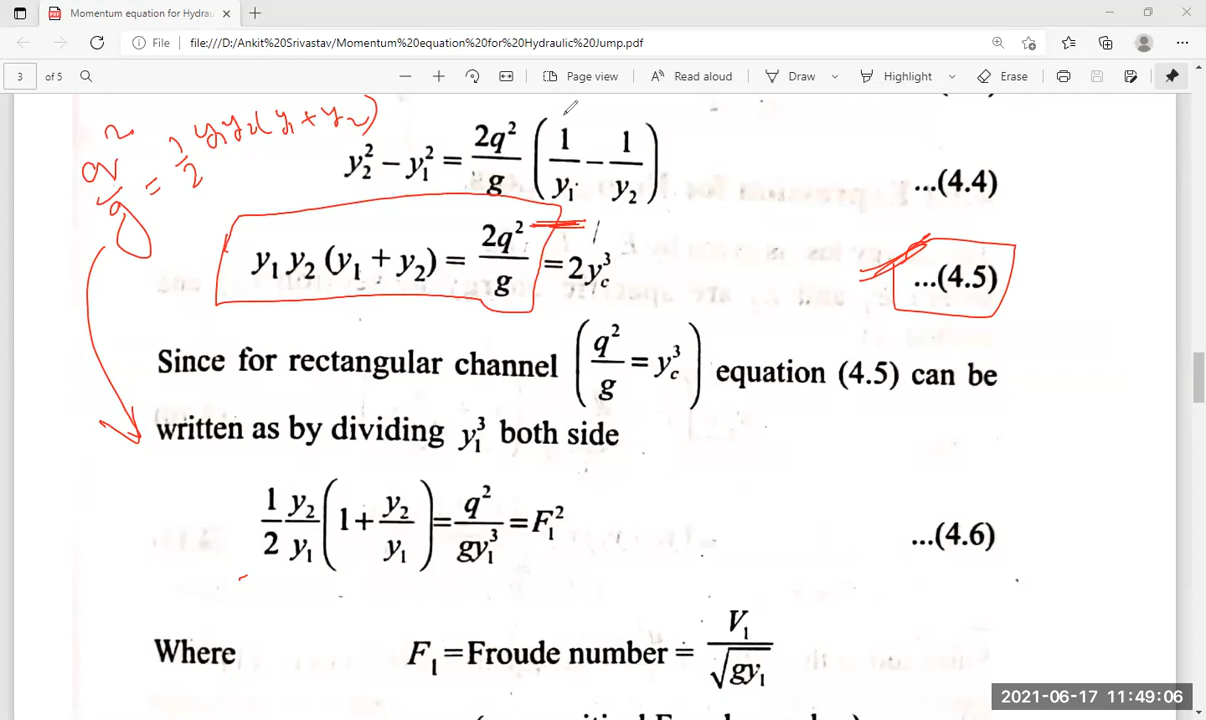 Momentum equation for Hydrau
File
file:///D:/Ankit%20Srivastav/Momentum%20equation%20for%20Hydraulic%20Jump.pdf
3 of 5
Page view
Read aloud
Draw
Highlight
Erase
q²/g = 1/2 y₁y₂(y₁+y₂)
y₂² − y₁² = 2q²/g (1/y₁ − 1/y₂) ...(4.4)
y₁ y₂ (y₁ + y₂) = 2q²/g = 2y_c³ ...(4.5)
Since for rectangular channel (q²/g = y_c³) equation (4.5) can be
written as by dividing y₁³ both side
1/2 y₂/y₁ (1 + y₂/y₁) = q²/gy₁³ = F₁² ...(4.6)
Where F₁ = Froude number = V₁/√gy₁
2021-06-17 11:49:06